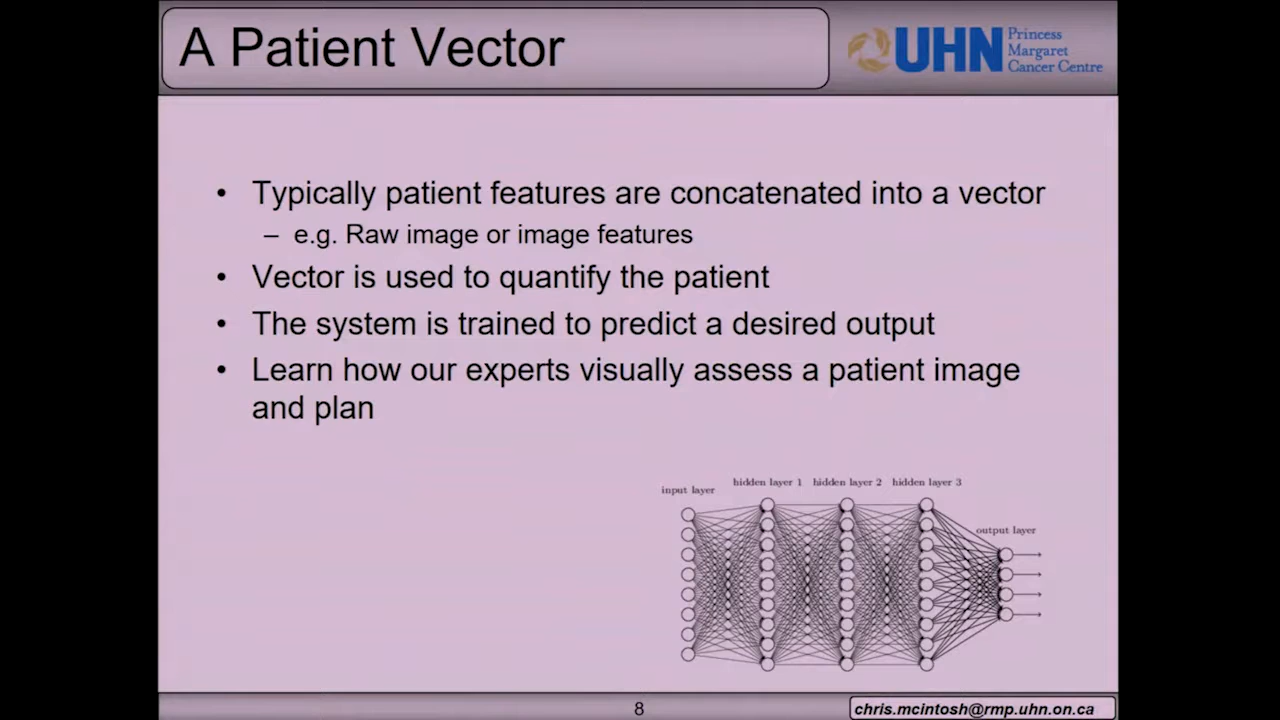 A Patient Vector
UHN Princess
Margaret
Cancer Centre
• Typically patient features are concatenated into a vector
– e.g. Raw image or image features
• Vector is used to quantify the patient
• The system is trained to predict a desired output
• Learn how our experts visually assess a patient image
and plan
input layer
hidden layer 1 hidden layer 2 hidden layer 3
output layer
8
chris.mcintosh@rmp.uhn.on.ca